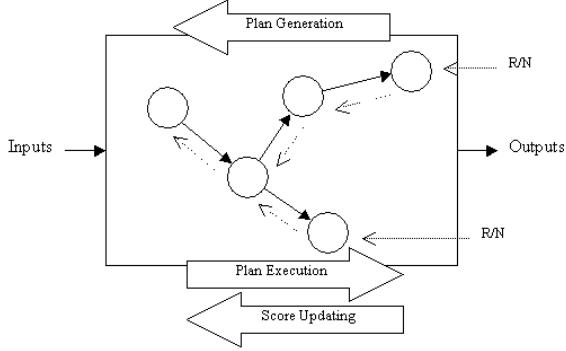 Plan Generation
R/N
Inputs
Outputs
R/N
Plan Execution
Score Updating